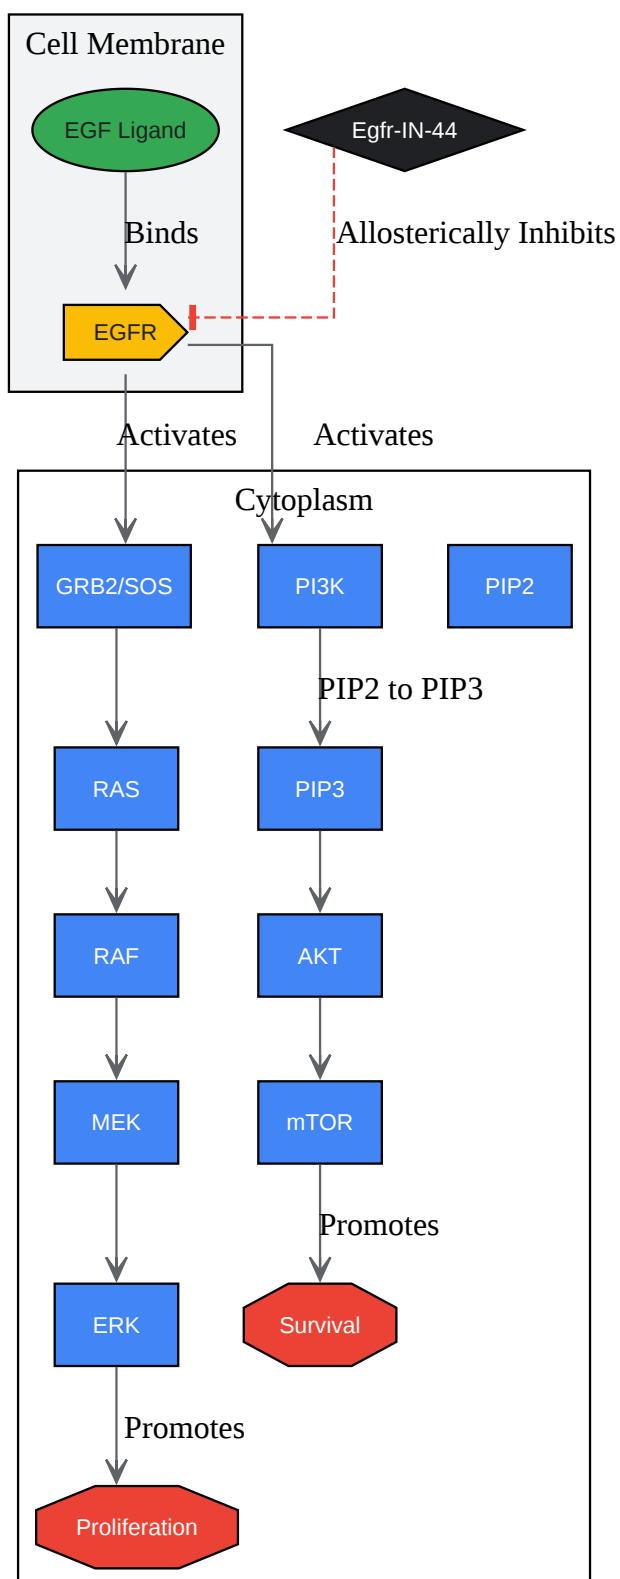 Cell Membrane
EGF Ligand
Egfr-IN-44
Binds
Allosterically Inhibits
EGFR
Activates
Activates
Cytoplasm
GRB2/SOS
PI3K
PIP2
PIP2 to PIP3
RAS
PIP3
RAF
AKT
MEK
mTOR
Promotes
ERK
Survival
Promotes
Proliferation